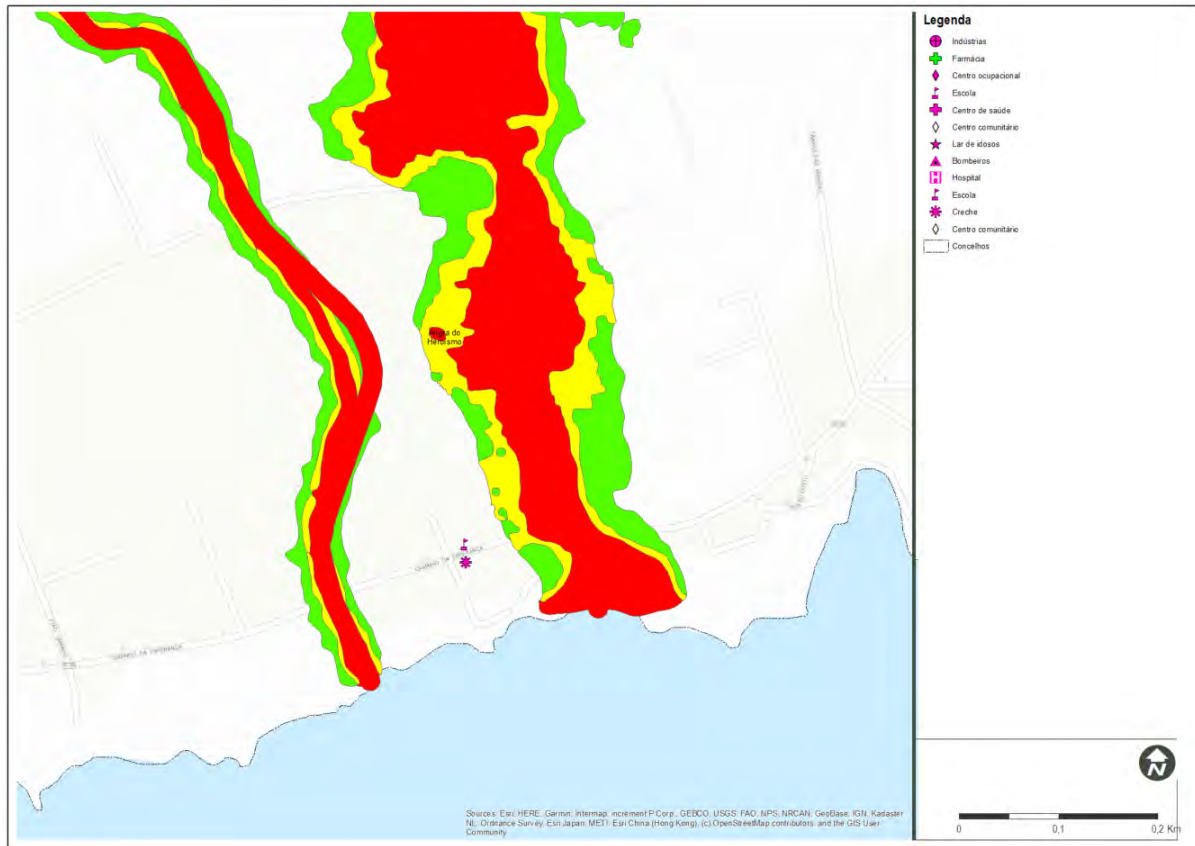 Legenda
Indústrias
Farmácia
Centro ocupacional
Escola
Centro de saúde
Centro comunitário
Lar de idosos
Bombeiros
Hospital
Escola
Creche
Centro comunitário
Concelhos
Angra do
Heroísmo
N
0 0,1 0,2 Km
Sources: Esri, HERE, Garmin, Intermap, increment P Corp., GEBCO, USGS, FAO, NPS, NRCAN, GeoBase, IGN, Kadaster
NL, Ordnance Survey, Esri Japan, METI, Esri China (Hong Kong), (c) OpenStreetMap contributors, and the GIS User
Community